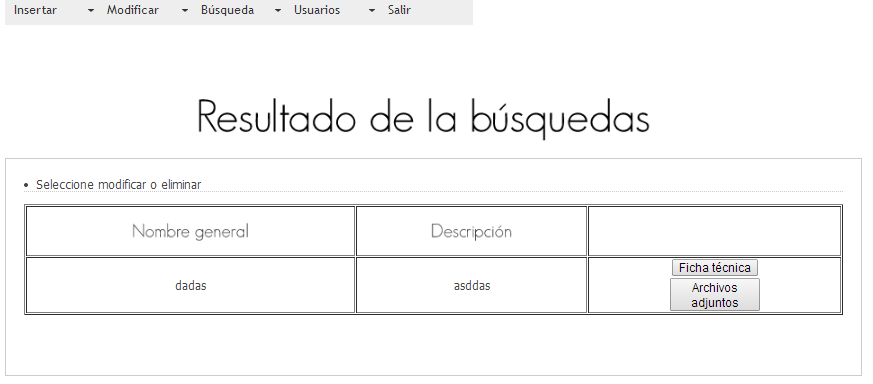 Insertar Modificar Búsqueda Usuarios Salir
Resultado de la búsquedas
Seleccione modificar o eliminar
Nombre general Descripción
dadas asddas Ficha técnica
Archivos
adjuntos